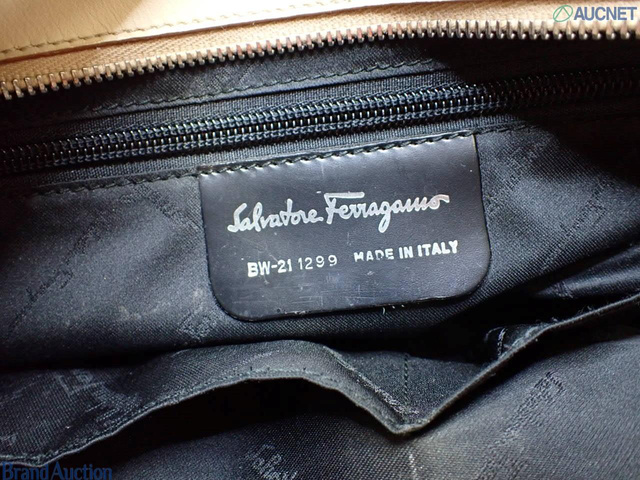 AUCNET
Salvatore Ferragamo
BW-21 1299 MADE IN ITALY
Brand Auction